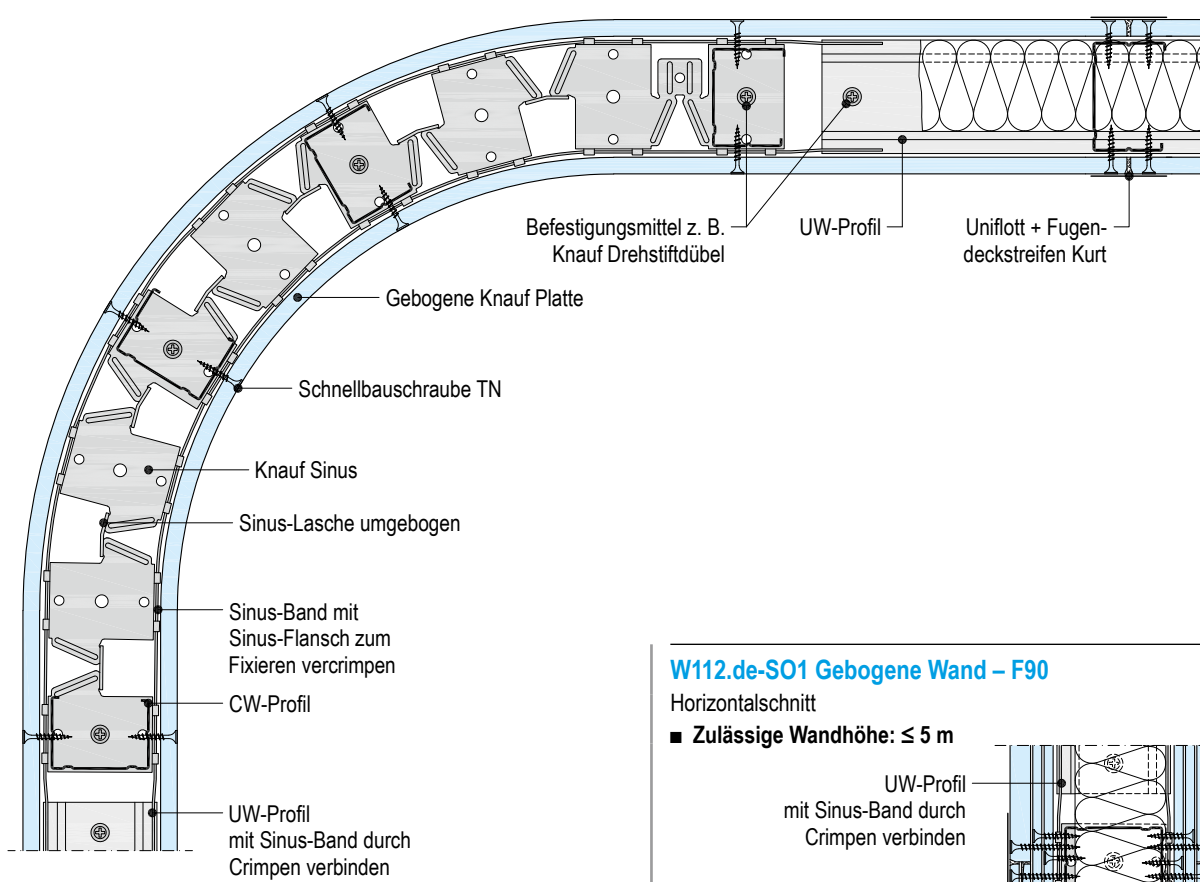 Befestigungsmittel z. B.
Knauf Drehstiftdübel
UW-Profil
Uniflott + Fugen-
deckstreifen Kurt
Gebogene Knauf Platte
Schnellbauschraube TN
Knauf Sinus
Sinus-Lasche umgebogen
Sinus-Band mit
Sinus-Flansch zum
Fixieren vercrimpen
CW-Profil
UW-Profil
mit Sinus-Band durch
Crimpen verbinden
W112.de-SO1 Gebogene Wand – F90
Horizontalschnitt
■ Zulässige Wandhöhe: ≤ 5 m
UW-Profil
mit Sinus-Band durch
Crimpen verbinden